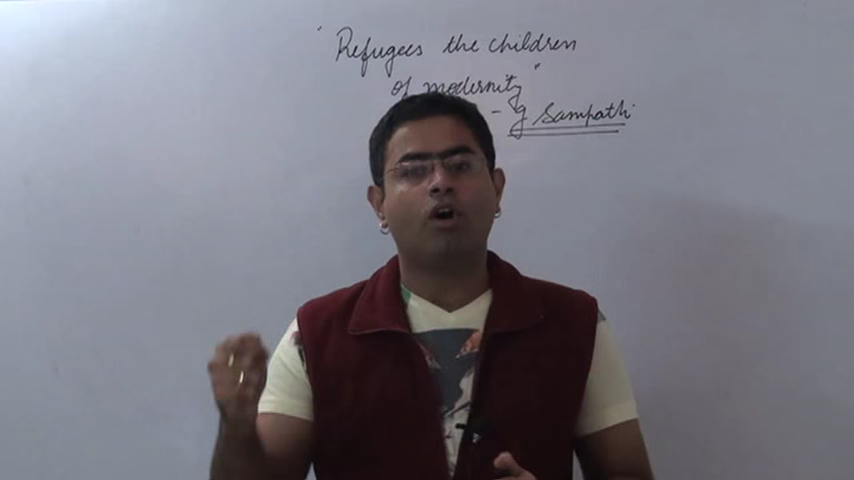 "Refugees the children
of modernity"
- g Sampath